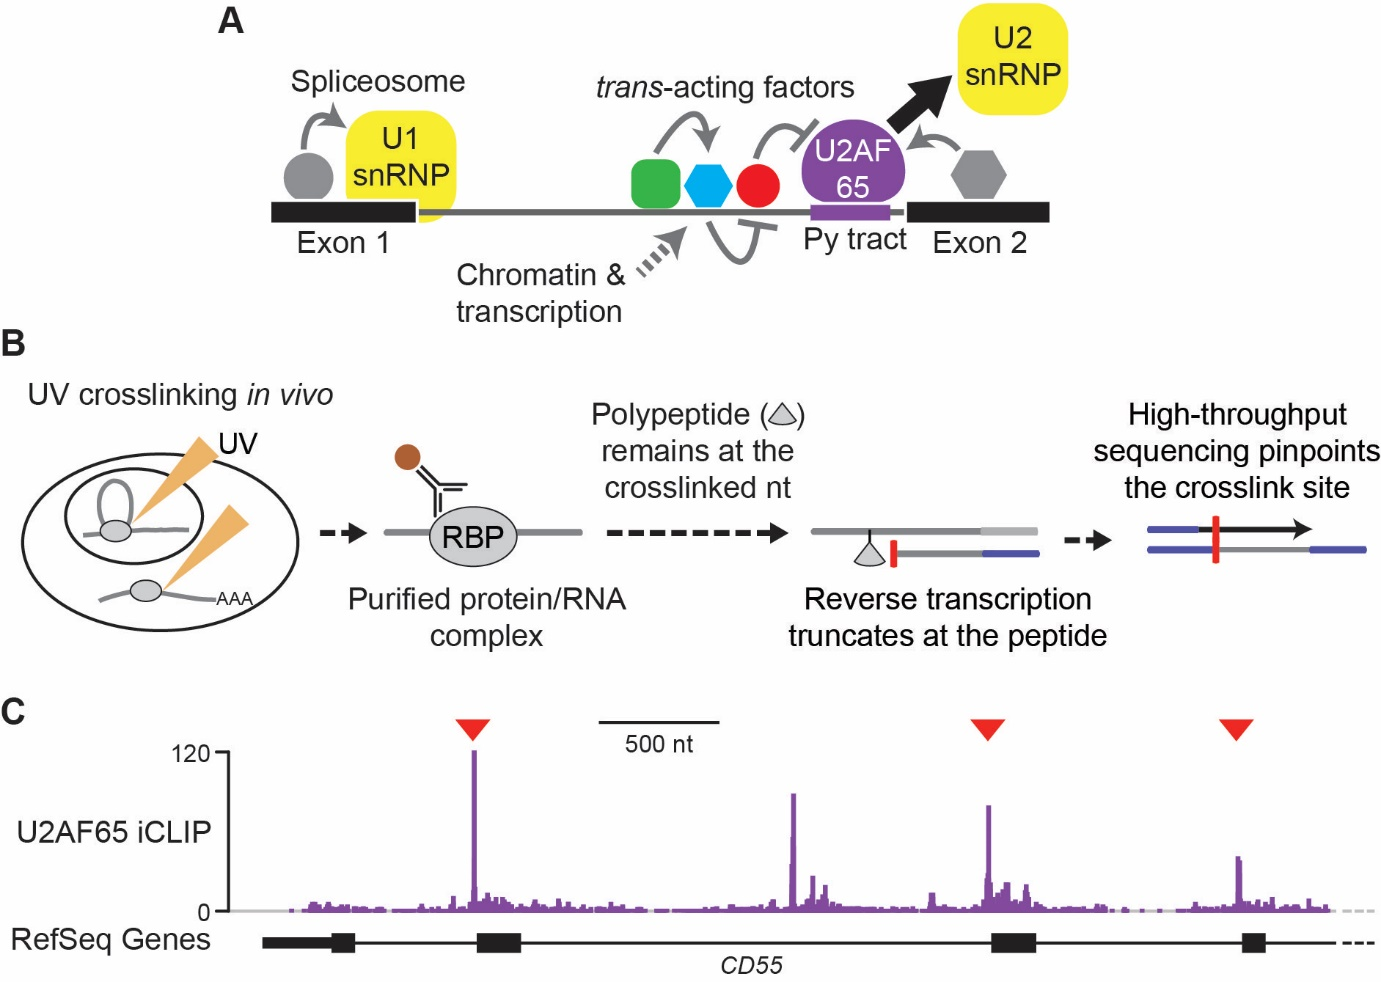 A
Spliceosome
U1
snRNP
trans-acting factors
U2
snRNP
U2AF
65
Exon 1
Py tract
Exon 2
Chromatin &
transcription
B
UV crosslinking in vivo
UV
AAA
RBP
Purified protein/RNA
complex
Polypeptide ( )
remains at the
crosslinked nt
Reverse transcription
truncates at the peptide
High-throughput
sequencing pinpoints
the crosslink site
C
500 nt
120
U2AF65 iCLIP
0
RefSeq Genes
CD55